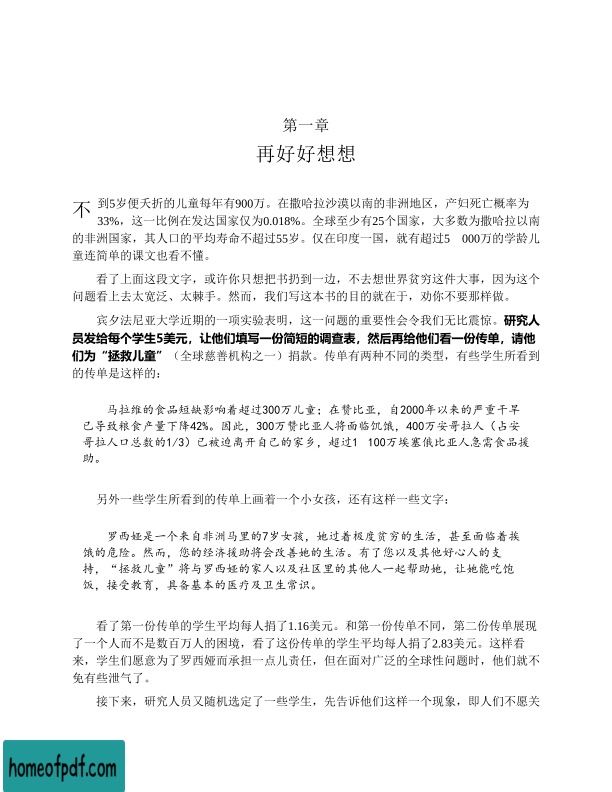 第一章
再好好想想
不到5岁便夭折的儿童每年有900万。在撒哈拉沙漠以南的非洲地区，产妇死亡概率为
33%，这一比例在发达国家仅为0.018%。全球至少有25个国家，大多数为撒哈拉以南
的非洲国家，其人口的平均寿命不超过55岁。仅在印度一国，就有超过5 000万的学龄儿
童连简单的课文也看不懂。
看了上面这段文字，或许你只想把书扔到一边，不去想世界贫穷这件大事，因为这个
问题看上去太宽泛、太棘手。然而，我们写这本书的目的就在于，劝你不要那样做。
宾夕法尼亚大学近期的一项实验表明，这一问题的重要性会令我们无比震惊。研究人
员发给每个学生5美元，让他们填写一份简短的调查表，然后再给他们看一份传单，请他
们为“拯救儿童”（全球慈善机构之一）捐款。传单有两种不同的类型，有些学生所看到
的传单是这样的：
马拉维的食品短缺影响着超过300万儿童；在赞比亚，自2000年以来的严重干旱
已导致粮食产量下降42%。因此，300万赞比亚人将面临饥饿，400万安哥拉人（占安
哥拉人口总数的1/3）已被迫离开自己的家乡，超过1 100万埃塞俄比亚人急需食品援
助。
另外一些学生所看到的传单上画着一个小女孩，还有这样一些文字：
罗西娅是一个来自非洲马里的7岁女孩，她过着极度贫穷的生活，甚至面临着挨
饿的危险。然而，您的经济援助将会改善她的生活。有了您以及其他好心人的支
持，“拯救儿童”将与罗西娅的家人以及社区里的其他人一起帮助她，让她能吃饱
饭，接受教育，具备基本的医疗及卫生常识。
看了第一份传单的学生平均每人捐了1.16美元。和第一份传单不同，第二份传单展现
了一个人而不是数百万人的困境，看了这份传单的学生平均每人捐了2.83美元。这样看
来，学生们愿意为了罗西娅而承担一点儿责任，但在面对广泛的全球性问题时，他们就不
免有些泄气了。
接下来，研究人员又随机选定了一些学生，先告诉他们这样一个现象，即人们不愿关
homeofpdf.com